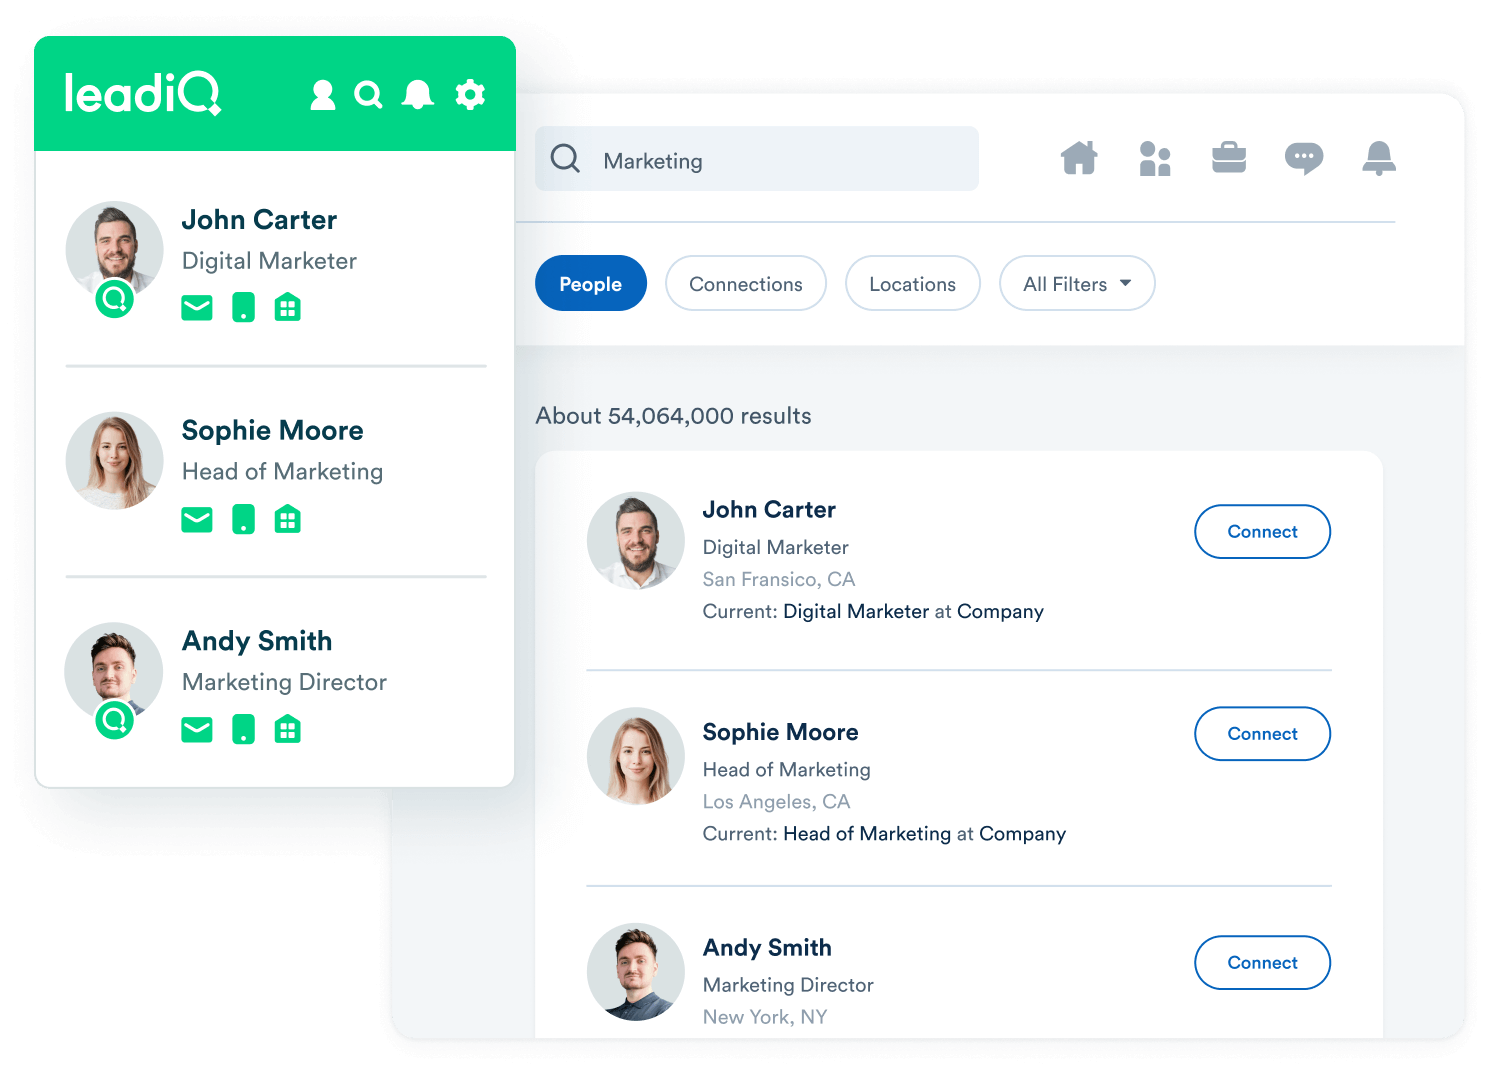 leadiQ
John Carter
Digital Marketer
Sophie Moore
Head of Marketing
Andy Smith
Marketing Director
Marketing
People
Connections
Locations
All Filters
About 54,064,000 results
John Carter
Digital Marketer
San Fransico, CA
Current: Digital Marketer at Company
Connect
Sophie Moore
Head of Marketing
Los Angeles, CA
Current: Head of Marketing at Company
Connect
Andy Smith
Marketing Director
New York, NY
Connect